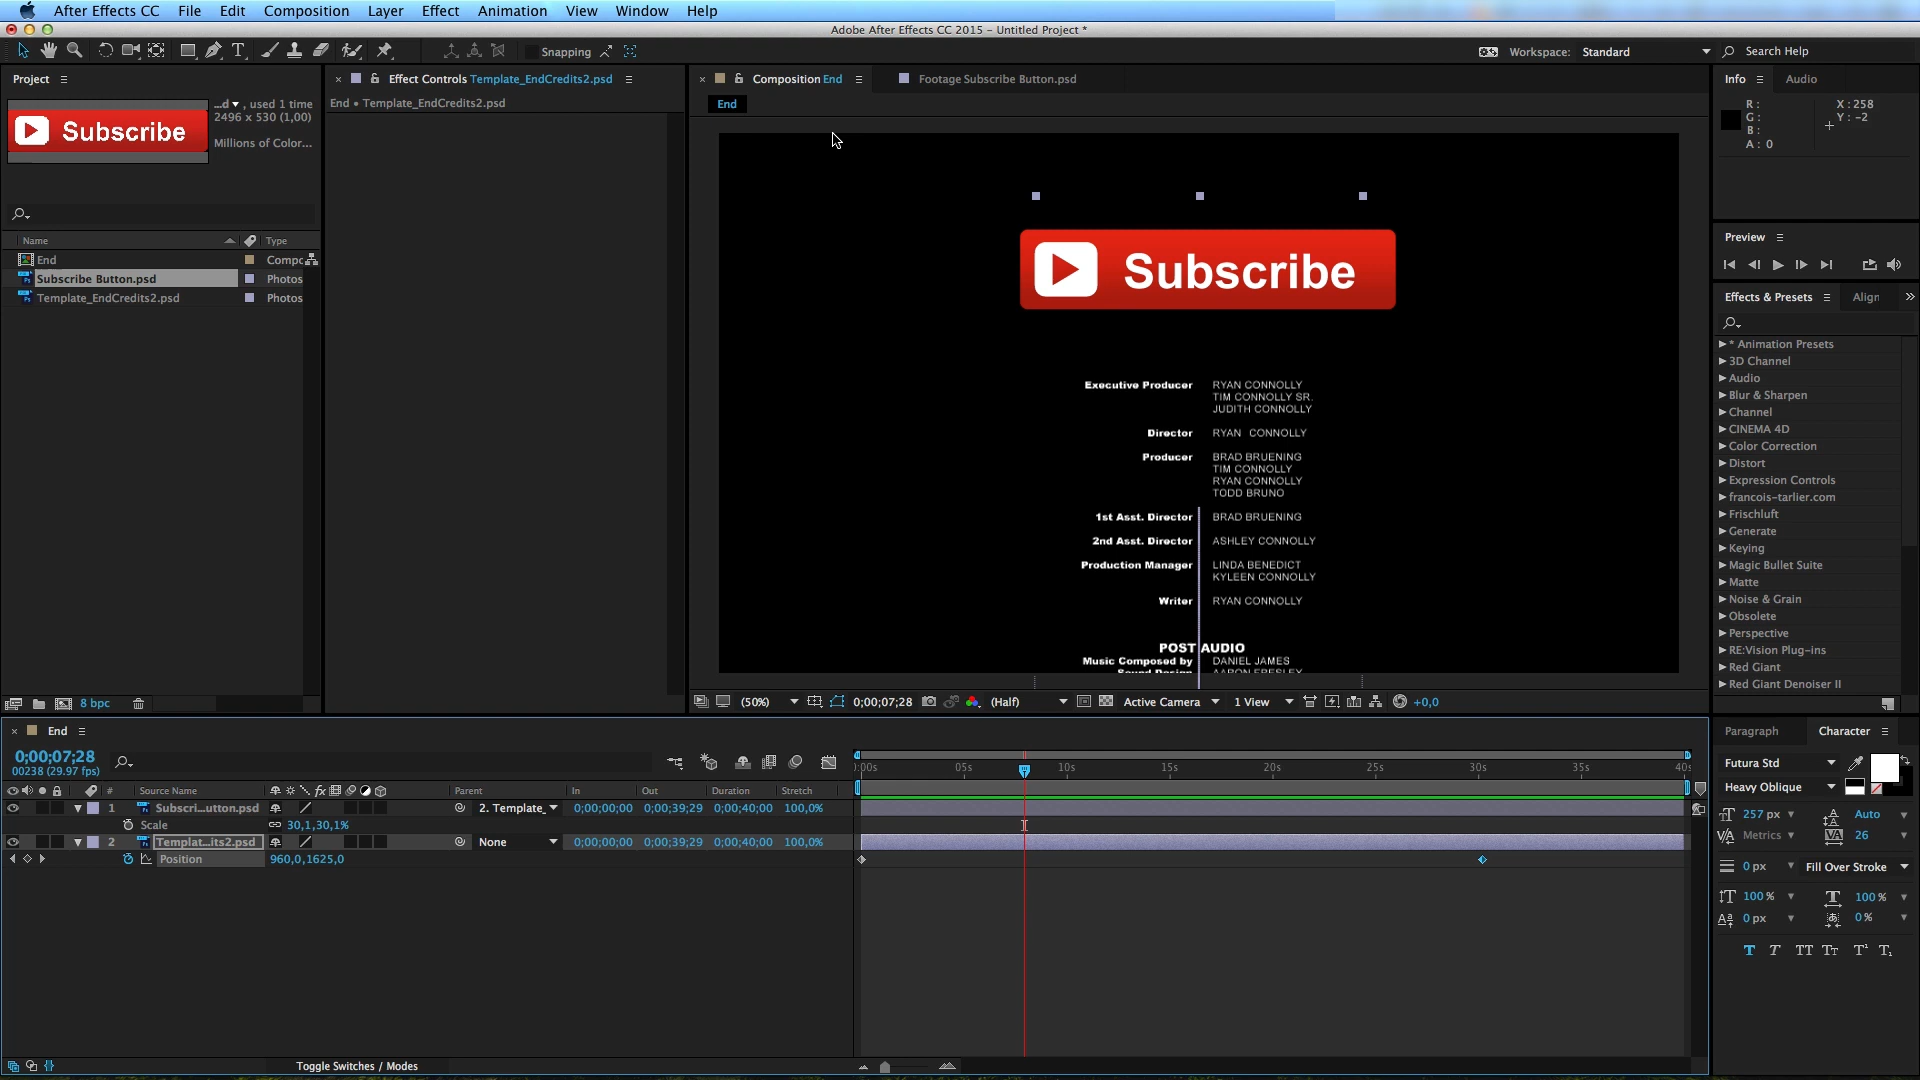 After Effects CC File Edit Composition Layer Effect Animation View Window Help
Adobe After Effects CC 2015 - Untitled Project *
Snapping
Workspace: Standard
Search Help
Project
...d , used 1 time
2496 x 530 (1,00)
Millions of Color...
Subscribe
Name Type
End Compo
Subscribe Button.psd Photos
Template_EndCredits2.psd Photos
8 bpc
Effect Controls Template_EndCredits2.psd
End • Template_EndCredits2.psd
Composition End
Footage Subscribe Button.psd
End
Subscribe
Executive Producer RYAN CONNOLLY
TIM CONNOLLY SR.
JUDITH CONNOLLY
Director RYAN CONNOLLY
Producer BRAD BRUENING
TIM CONNOLLY
RYAN CONNOLLY
TODD BRUNO
1st Asst. Director BRAD BRUENING
2nd Asst. Director ASHLEY CONNOLLY
Production Manager LINDA BENEDICT
KYLEEN CONNOLLY
Writer RYAN CONNOLLY
POST AUDIO
Music Composed by DANIEL JAMES
(50%) 0;00;07;28 (Half) Active Camera 1 View +0,0
Info Audio
R: X: 258
G: Y: -2
B:
A: 0
Preview
Effects & Presets Align
* Animation Presets
3D Channel
Audio
Blur & Sharpen
Channel
CINEMA 4D
Color Correction
Distort
Expression Controls
francois-tarlier.com
Frischluft
Generate
Keying
Magic Bullet Suite
Matte
Noise & Grain
Obsolete
Perspective
RE:Vision Plug-ins
Red Giant
Red Giant Denoiser II
End
0;00;07;28
00238 (29.97 fps)
# Source Name Parent In Out Duration Stretch
1 Subscri...utton.psd 2. Template_ 0;00;00;00 0;00;39;29 0;00;40;00 100,0%
Scale 30,1,30,1%
2 Templat...its2.psd None 0;00;00;00 0;00;39;29 0;00;40;00 100,0%
Position 960,0,1625,0
):00s 05s 10s 15s 20s 25s 30s 35s 40s
Toggle Switches / Modes
Paragraph Character
Futura Std
Heavy Oblique
257 px Auto
Metrics 26
0 px Fill Over Stroke
100 % 100 %
0 px 0 %
T T TT Tt T¹ T₁